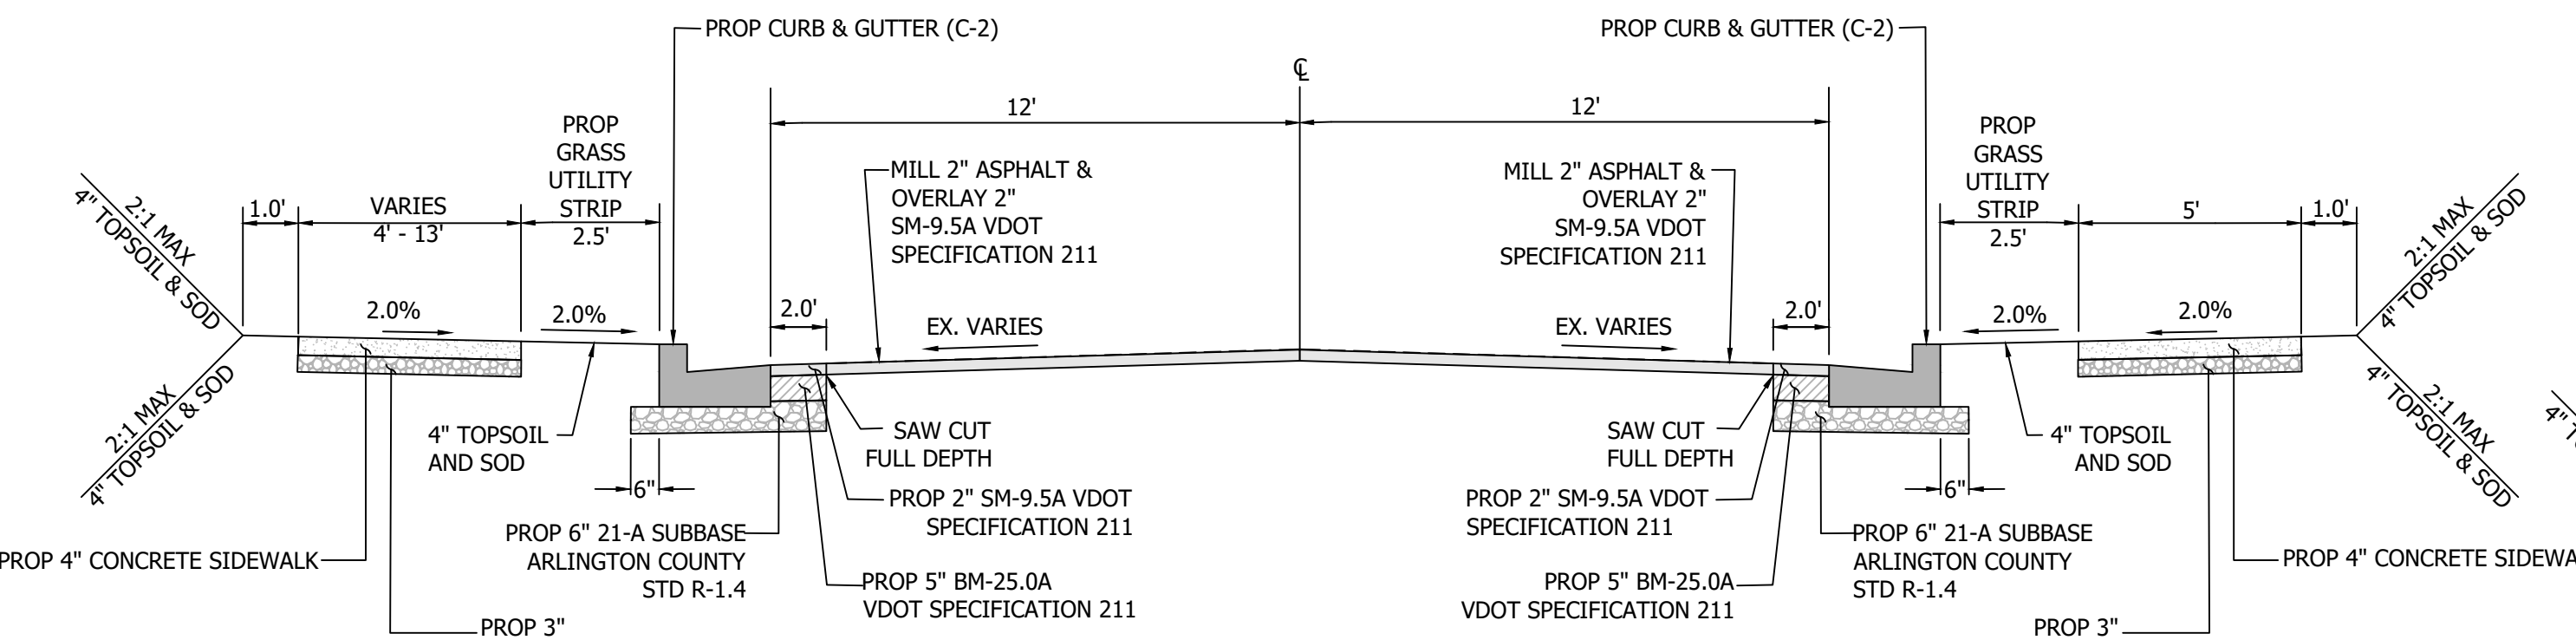 PROP CURB & GUTTER (C-2)
PROP CURB & GUTTER (C-2)
℄
12'
12'
PROP
GRASS
UTILITY
STRIP
2.5'
PROP
GRASS
UTILITY
STRIP
2.5'
MILL 2" ASPHALT &
OVERLAY 2"
SM-9.5A VDOT
SPECIFICATION 211
MILL 2" ASPHALT &
OVERLAY 2"
SM-9.5A VDOT
SPECIFICATION 211
2:1 MAX
4" TOPSOIL & SOD
1.0'
VARIES
4' - 13'
5'
1.0'
2:1 MAX
4" TOPSOIL & SOD
2.0%
2.0%
2.0'
EX. VARIES
EX. VARIES
2.0'
2.0%
2.0%
2:1 MAX
4" TOPSOIL & SOD
2:1 MAX
4" TOPSOIL & SOD
4" TOPSOIL
AND SOD
SAW CUT
FULL DEPTH
SAW CUT
FULL DEPTH
4" TOPSOIL
AND SOD
6"
6"
PROP 2" SM-9.5A VDOT
SPECIFICATION 211
PROP 2" SM-9.5A VDOT
SPECIFICATION 211
PROP 6" 21-A SUBBASE
ARLINGTON COUNTY
STD R-1.4
PROP 6" 21-A SUBBASE
ARLINGTON COUNTY
STD R-1.4
PROP 4" CONCRETE SIDEWALK
PROP 4" CONCRETE
PROP 5" BM-25.0A
VDOT SPECIFICATION 211
PROP 5" BM-25.0A
VDOT SPECIFICATION 211
PROP 3"
PROP 3"